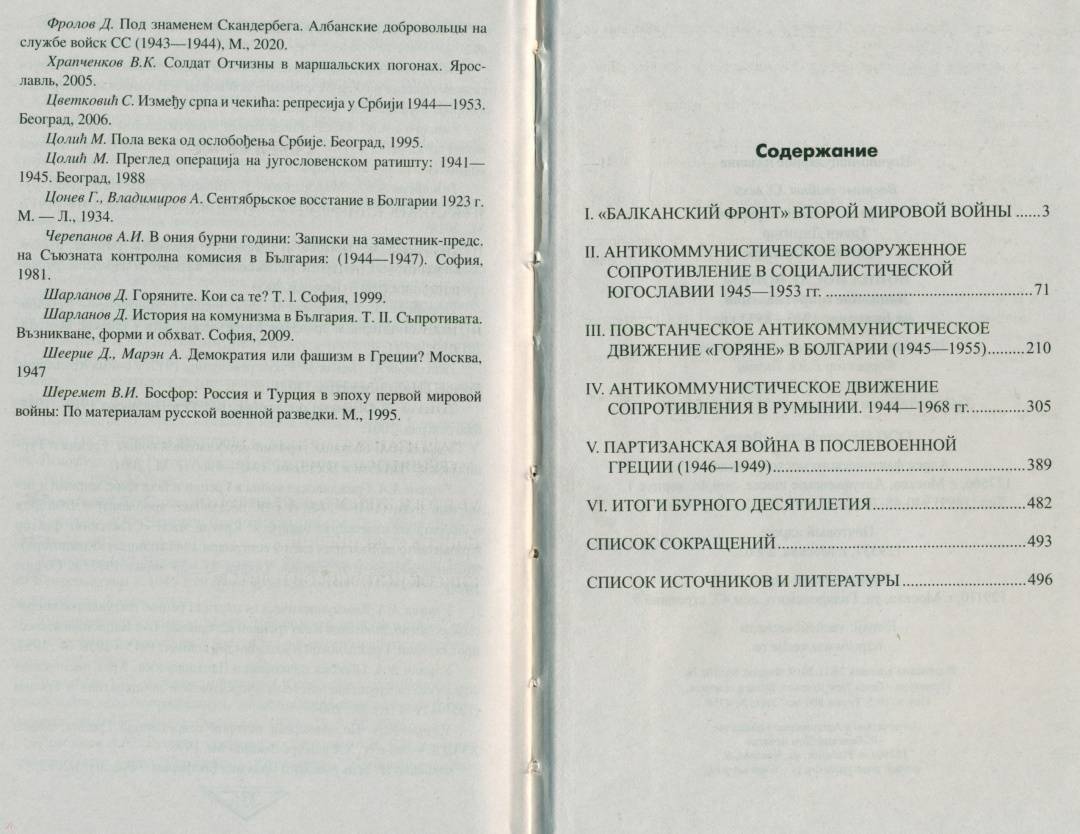 Фролов Д. Под знаменем Скандербега. Албанские добровольцы на
службе войск СС (1943—1944), М., 2020.
Храпченков В.К. Солдат Отчизны в маршальских погонах. Ярос-
лавль, 2005.
Цветковић С. Између српа и чекића: репресија у Србији 1944—1953.
Београд, 2006.
Цолић М. Пола века од ослобођења Србије. Београд, 1995.
Цолић М. Преглед операција на југословенском ратишту: 1941—
1945. Београд, 1988
Цонев Г., Владимиров А. Сентябрьское восстание в Болгарии 1923 г.
М. — Л., 1934.
Черепанов А.И. В ония бурни години: Записки на заместник-предс.
на Съюзната контролна комисия в България: (1944—1947). София,
1981.
Шарланов Д. Горяните. Кои са те? Т. l. София, 1999.
Шарланов Д. История на комунизма в България. Т. II. Съпротивата.
Възникване, форми и обхват. София, 2009.
Шеерие Д., Марэн А. Демократия или фашизм в Греции? Москва,
1947
Шеремет В.И. Босфор: Россия и Турция в эпоху первой мировой
войны: По материалам русской военной разведки. М., 1995.
Содержание
I. «БАЛКАНСКИЙ ФРОНТ» ВТОРОЙ МИРОВОЙ ВОЙНЫ ......3
II. АНТИКОММУНИСТИЧЕСКОЕ ВООРУЖЕННОЕ
СОПРОТИВЛЕНИЕ В СОЦИАЛИСТИЧЕСКОЙ
ЮГОСЛАВИИ 1945—1953 гг. ........................................71
III. ПОВСТАНЧЕСКОЕ АНТИКОММУНИСТИЧЕСКОЕ
ДВИЖЕНИЕ «ГОРЯНЕ» В БОЛГАРИИ (1945—1955)........210
IV. АНТИКОММУНИСТИЧЕСКОЕ ДВИЖЕНИЕ
СОПРОТИВЛЕНИЯ В РУМЫНИИ. 1944—1968 гг. ...........305
V. ПАРТИЗАНСКАЯ ВОЙНА В ПОСЛЕВОЕННОЙ
ГРЕЦИИ (1946—1949)..................................................389
VI. ИТОГИ БУРНОГО ДЕСЯТИЛЕТИЯ..............................482
СПИСОК СОКРАЩЕНИЙ.................................................493
СПИСОК ИСТОЧНИКОВ И ЛИТЕРАТУРЫ........................496